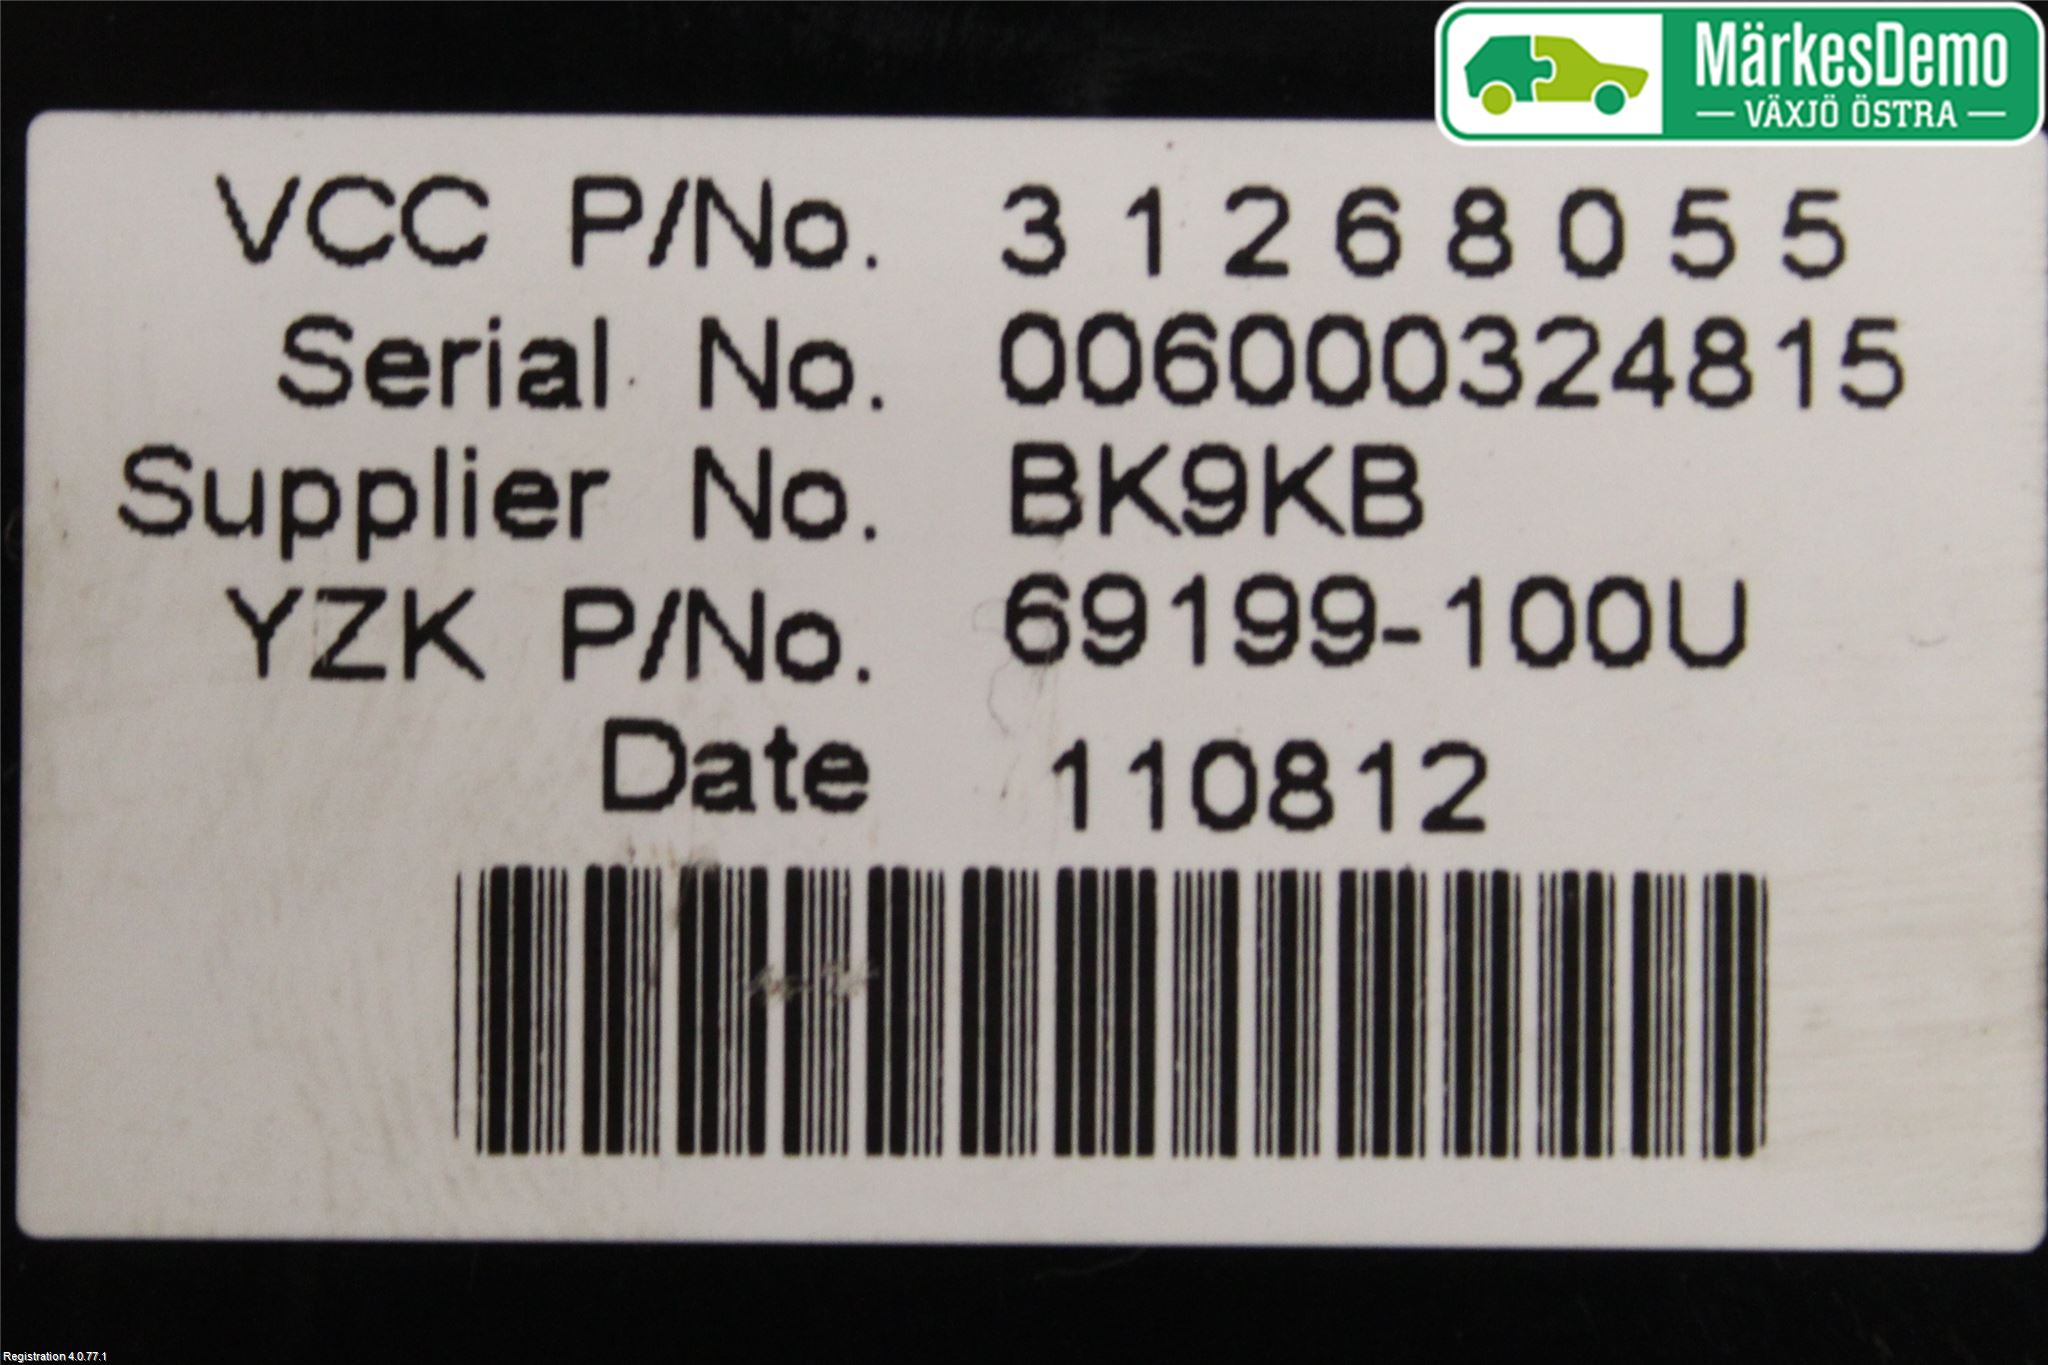 MärkesDemo
— VÄXJÖ ÖSTRA —
VCC P/No. 31268055
Serial No. 006000324815
Supplier No. BK9KB
YZK P/No. 69199-100U
Date 110812
Registration 4.0.77.1